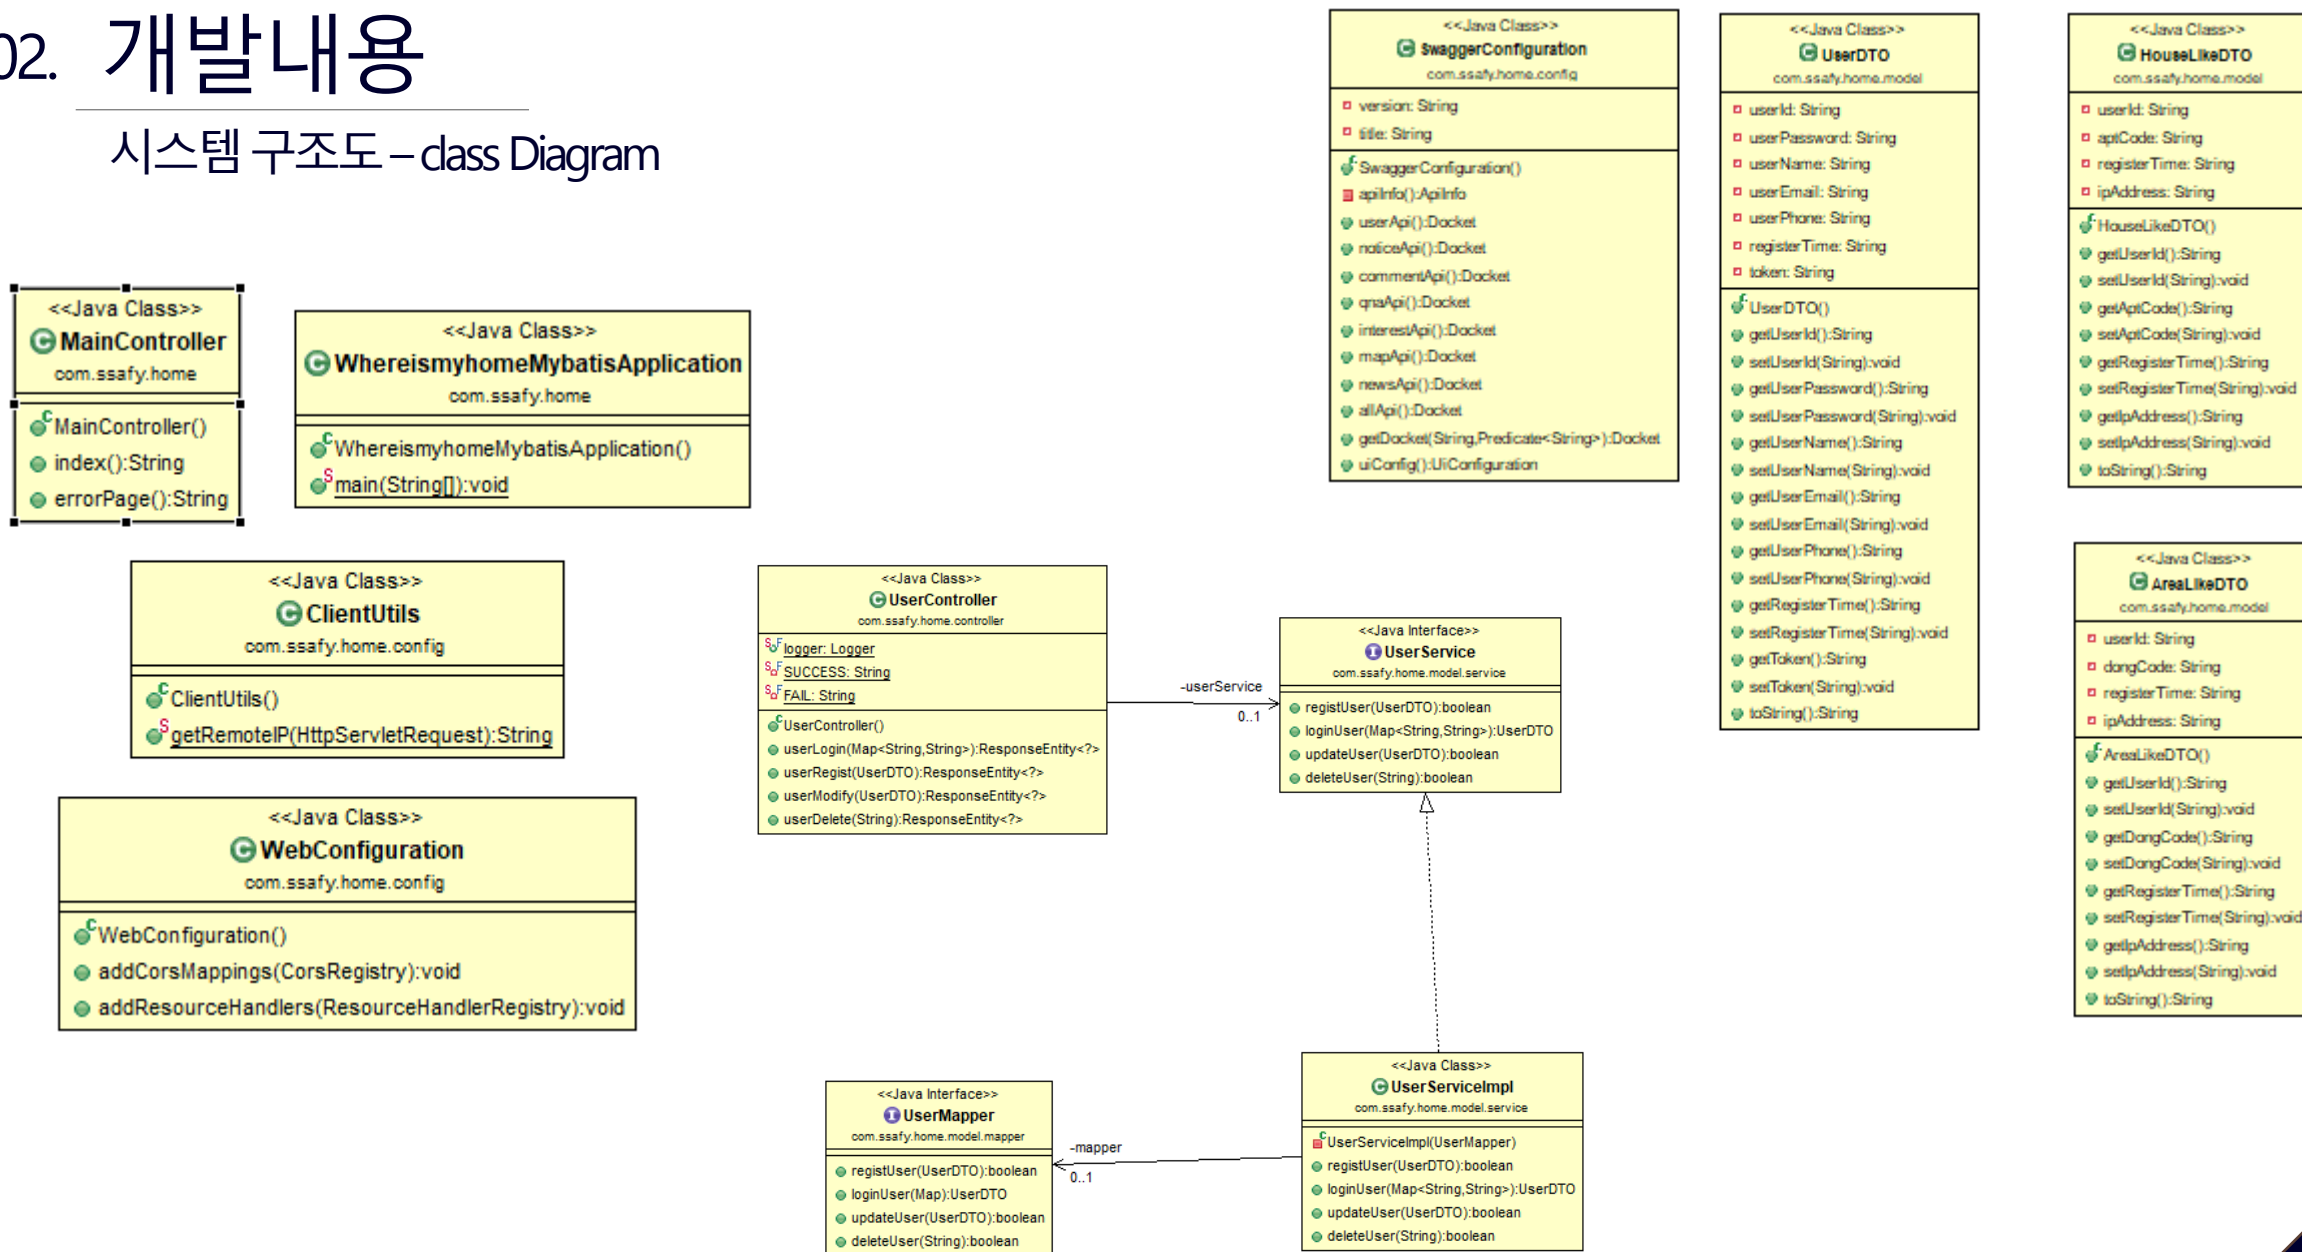 02. 개발내용
시스템 구조도 – class Diagram
<<Java Class>>
MainController
com.ssafy.home
MainController()
index():String
errorPage():String
<<Java Class>>
WhereismyhomeMybatisApplication
com.ssafy.home
WhereismyhomeMybatisApplication()
main(String[]):void
<<Java Class>>
ClientUtils
com.ssafy.home.config
ClientUtils()
getRemoteIP(HttpServletRequest):String
<<Java Class>>
WebConfiguration
com.ssafy.home.config
WebConfiguration()
addCorsMappings(CorsRegistry):void
addResourceHandlers(ResourceHandlerRegistry):void
<<Java Class>>
UserController
com.ssafy.home.controller
logger: Logger
SUCCESS: String
FAIL: String
UserController()
userLogin(Map<String,String>):ResponseEntity<?>
userRegist(UserDTO):ResponseEntity<?>
userModify(UserDTO):ResponseEntity<?>
userDelete(String):ResponseEntity<?>
-userService
0..1
<<Java Interface>>
UserService
com.ssafy.home.model.service
registUser(UserDTO):boolean
loginUser(Map<String,String>):UserDTO
updateUser(UserDTO):boolean
deleteUser(String):boolean
<<Java Interface>>
UserMapper
com.ssafy.home.model.mapper
registUser(UserDTO):boolean
loginUser(Map):UserDTO
updateUser(UserDTO):boolean
deleteUser(String):boolean
-mapper
0..1
<<Java Class>>
UserServiceImpl
com.ssafy.home.model.service
UserServiceImpl(UserMapper)
registUser(UserDTO):boolean
loginUser(Map<String,String>):UserDTO
updateUser(UserDTO):boolean
deleteUser(String):boolean
<<Java Class>>
SwaggerConfiguration
com.ssafy.home.config
version: String
title: String
SwaggerConfiguration()
apiInfo():ApiInfo
userApi():Docket
noticeApi():Docket
commentApi():Docket
qnaApi():Docket
interestApi():Docket
mapApi():Docket
newsApi():Docket
allApi():Docket
getDocket(String,Predicate<String>):Docket
uiConfig():UiConfiguration
<<Java Class>>
UserDTO
com.ssafy.home.model
userId: String
userPassword: String
userName: String
userEmail: String
userPhone: String
registerTime: String
token: String
UserDTO()
getUserId():String
setUserId(String):void
getUserPassword():String
setUserPassword(String):void
getUserName():String
setUserName(String):void
getUserEmail():String
setUserEmail(String):void
getUserPhone():String
setUserPhone(String):void
getRegisterTime():String
setRegisterTime(String):void
getToken():String
setToken(String):void
toString():String
<<Java Class>>
HouseLikeDTO
com.ssafy.home.model
userId: String
aptCode: String
registerTime: String
ipAddress: String
HouseLikeDTO()
getUserId():String
setUserId(String):void
getAptCode():String
setAptCode(String):void
getRegisterTime():String
setRegisterTime(String):void
getIpAddress():String
setIpAddress(String):void
toString():String
<<Java Class>>
AreaLikeDTO
com.ssafy.home.model
userId: String
dongCode: String
registerTime: String
ipAddress: String
AreaLikeDTO()
getUserId():String
setUserId(String):void
getDongCode():String
setDongCode(String):void
getRegisterTime():String
setRegisterTime(String):void
getIpAddress():String
setIpAddress(String):void
toString():String